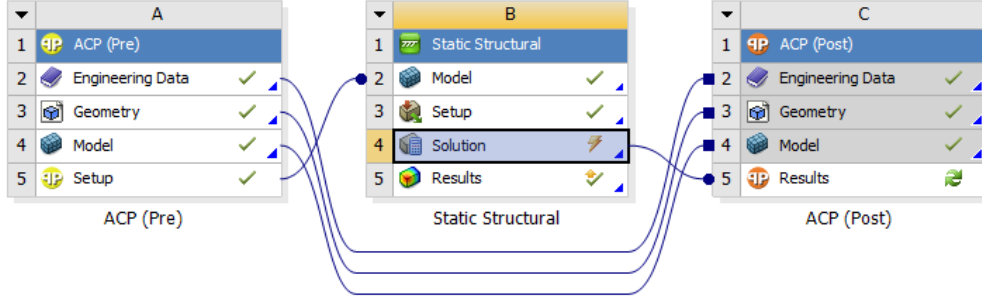 A
1 ACP (Pre)
2 Engineering Data
3 Geometry
4 Model
5 Setup
ACP (Pre)
B
1 Static Structural
2 Model
3 Setup
4 Solution
5 Results
Static Structural
C
1 ACP (Post)
2 Engineering Data
3 Geometry
4 Model
5 Results
ACP (Post)